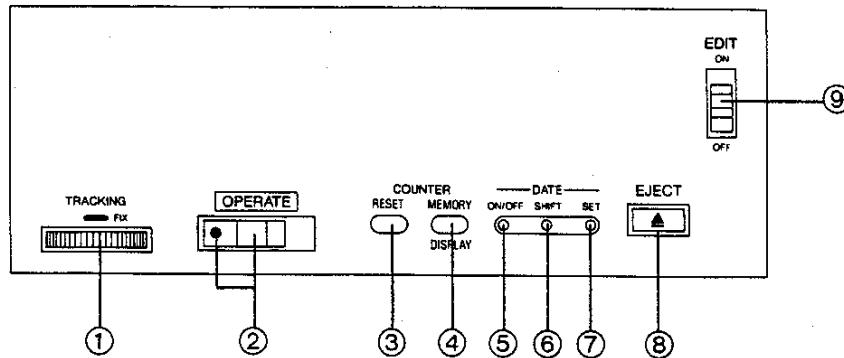 EDIT
ON
⑨
OFF
TRACKING
FIX
OPERATE
COUNTER
RESET MEMORY
DISPLAY
DATE
ON/OFF SHIFT SET
EJECT
① ② ③ ④ ⑤ ⑥ ⑦ ⑧